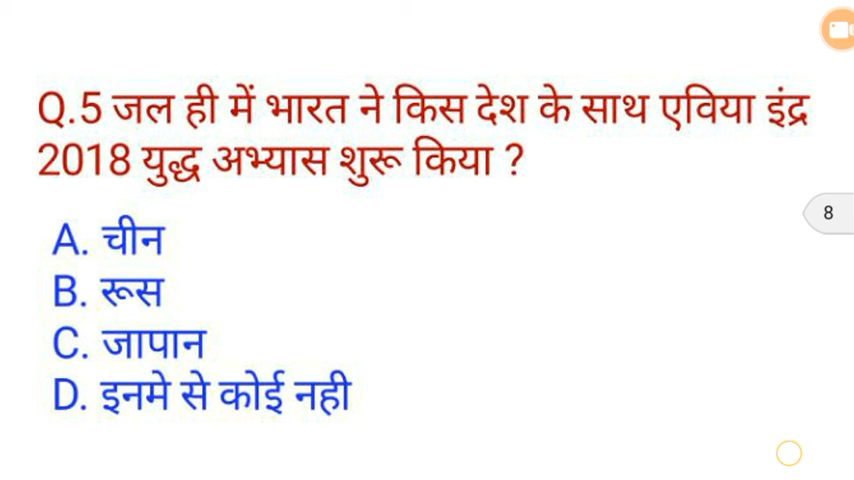 Q.5 जल ही में भारत ने किस देश के साथ एविया इंद्र
2018 युद्ध अभ्यास शुरू किया ?
A. चीन
B. रूस
C. जापान
D. इनमे से कोई नही
8